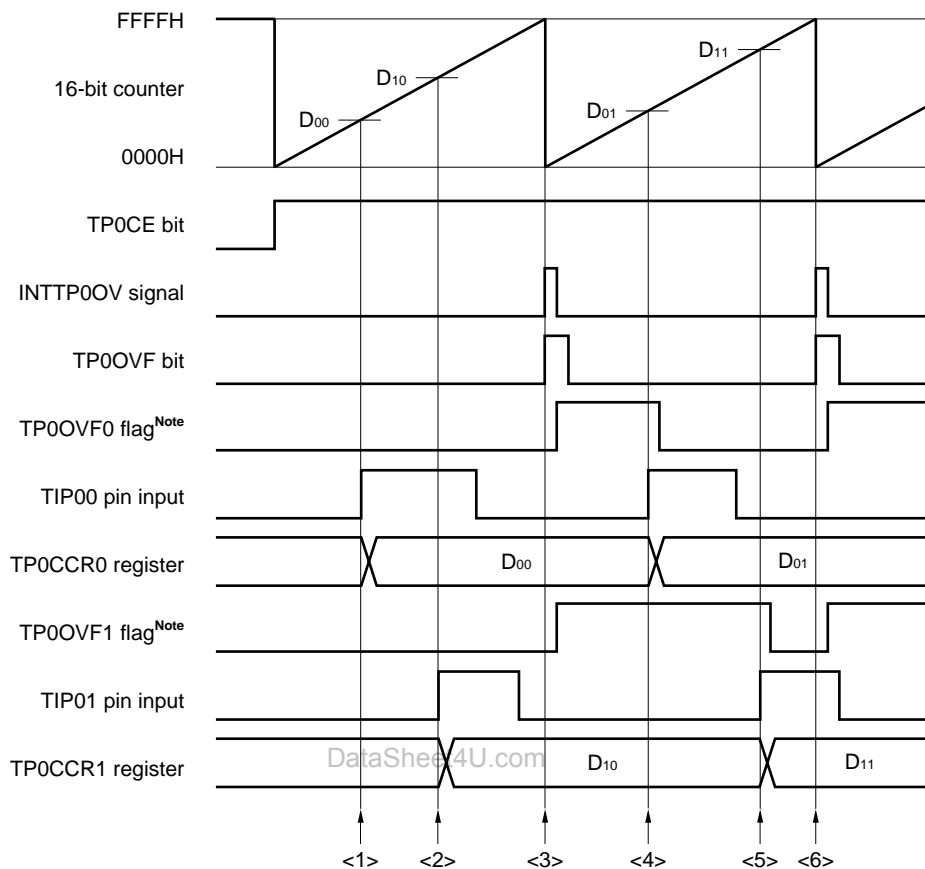 FFFFH
D11
D10
16-bit counter
D01
D00
0000H
TP0CE bit
INTTP0OV signal
TP0OVF bit
TP0OVF0 flagNote
TIP00 pin input
TP0CCR0 register
D00
D01
TP0OVF1 flagNote
TIP01 pin input
DataSheet4U.com
TP0CCR1 register
D10
D11
<1> <2> <3> <4> <5> <6>